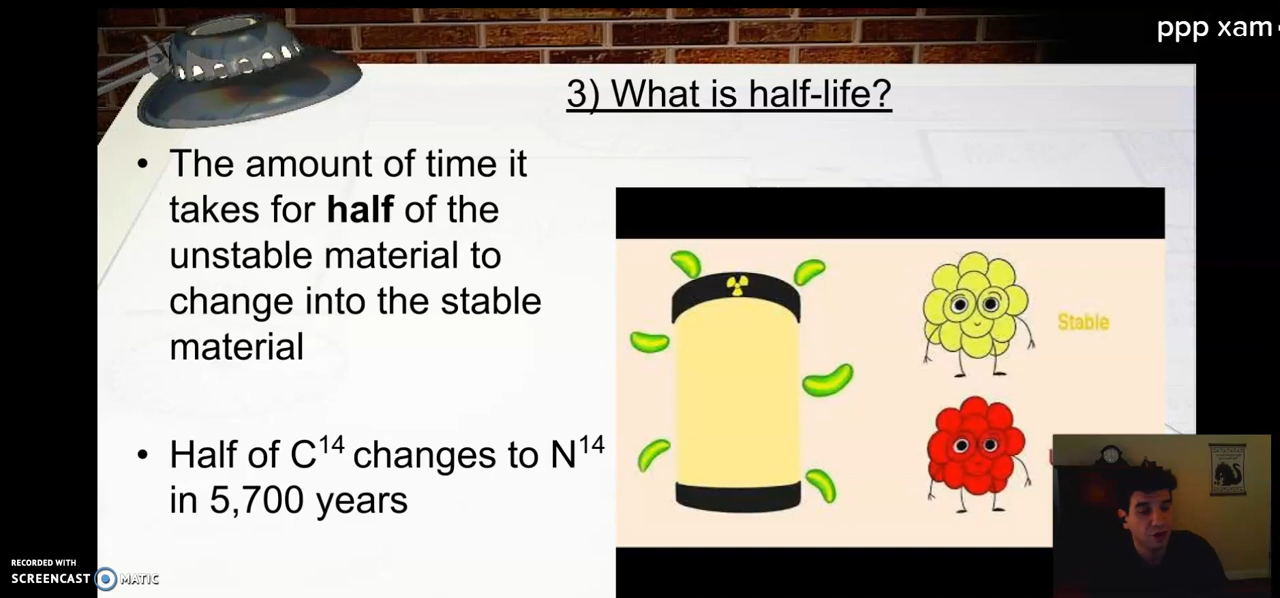 ppp xam
3) What is half-life?
• The amount of time it
takes for half of the
unstable material to
change into the stable
material
Stable
• Half of C¹⁴ changes to N¹⁴
in 5,700 years
RECORDED WITH
SCREENCAST MATIC